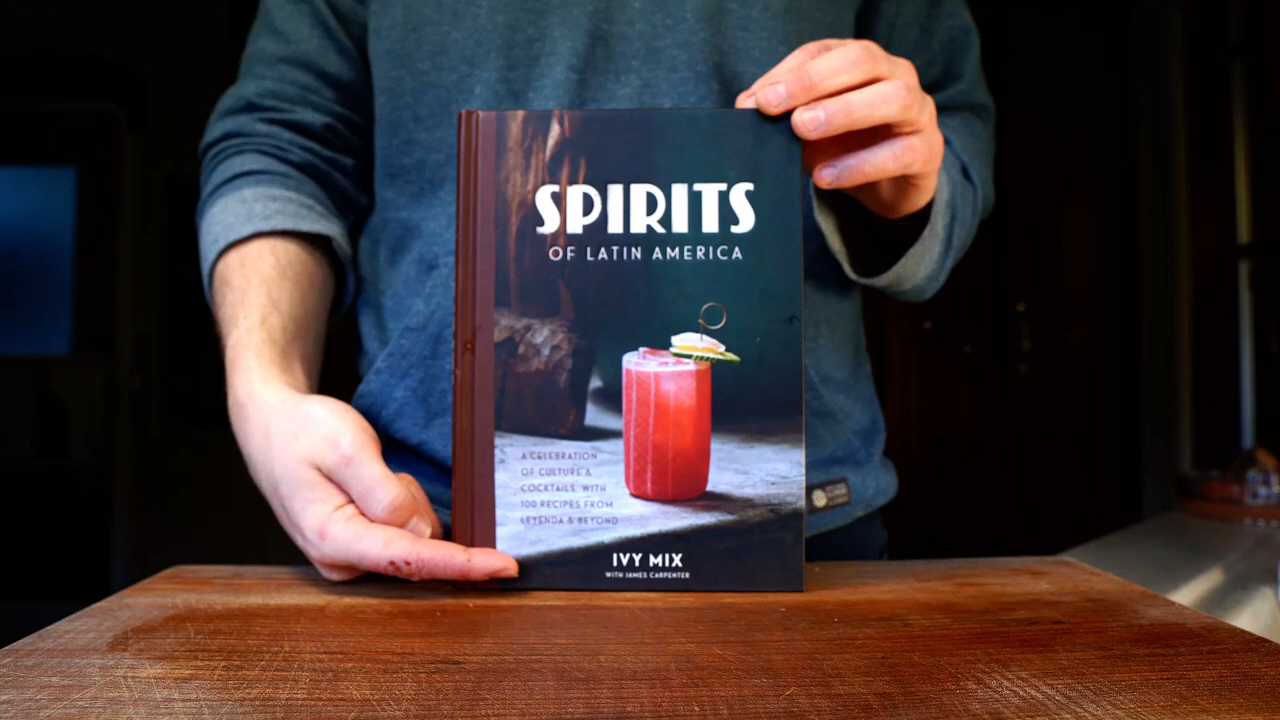 SPIRITS
OF LATIN AMERICA
A CELEBRATION
OF CULTURE &
COCKTAILS, WITH
100 RECIPES FROM
LEYENDA & BEYOND
IVY MIX
WITH JAMES CARPENTER